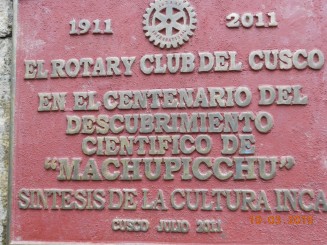 1911 2011
EL ROTARY CLUB DEL CUSCO
EN EL CENTENARIO DEL
DESCUBRIMIENTO
CIENTIFICO DE
"MACHUPICCHU"
SINTESIS DE LA CULTURA INCA
CUSCO JULIO 2011